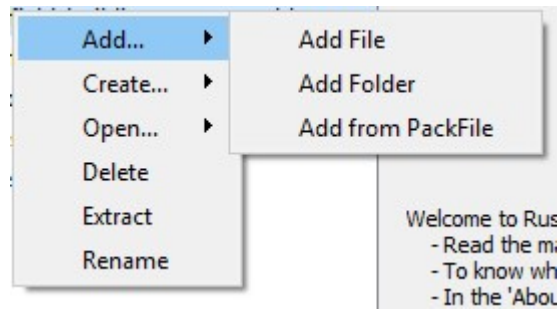 Add...
Add File
Create...
Add Folder
Open...
Add from PackFile
Delete
Extract
Rename
Welcome to Rus
- Read the ma
- To know wh
- In the 'Abou